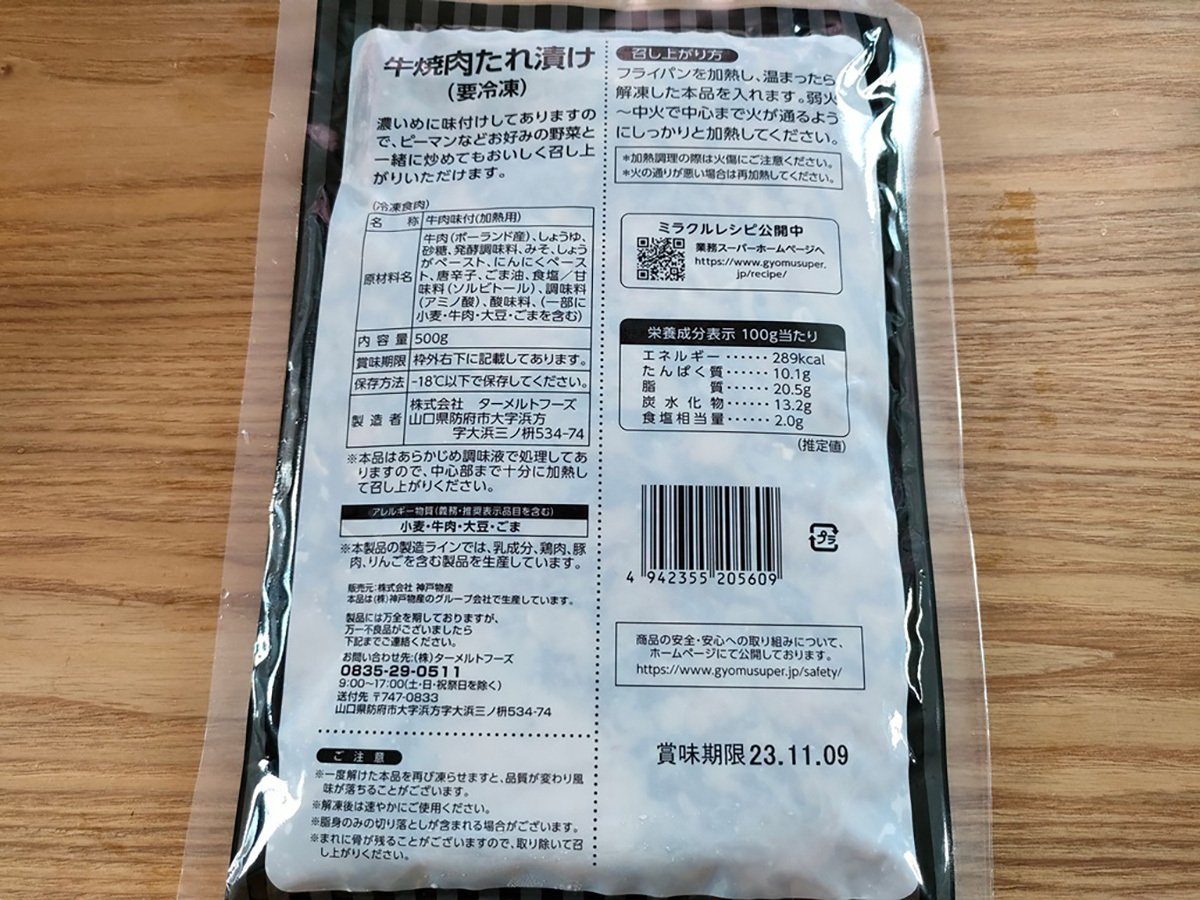 牛焼肉たれ漬け
(要冷凍)
濃いめに味付けしてありますの
で、ピーマンなどお好みの野菜と
一緒に炒めてもおいしく召し上
がりいただけます。
(冷凍食肉)
名 称 牛肉味付(加熱用)
原材料名 牛肉(ポーランド産)、しょうゆ、
砂糖、発酵調味料、みそ、しょう
がペースト、にんにくペース
ト、唐辛子、ごま油、食塩/甘
味料(ソルビトール)、調味料
(アミノ酸)、酸味料、(一部に
小麦・牛肉・大豆・ごまを含む)
内容量 500g
賞味期限 枠外右下に記載してあります。
保存方法 -18℃以下で保存してください。
製造者 株式会社 ターメルトフーズ
山口県防府市大字浜方
字大浜三ノ枡534-74
※本品はあらかじめ調味液で処理してあ
りますので、中心部まで十分に加熱し
て召し上がりください。
アレルギー物質(義務・推奨表示品目を含む)
小麦・牛肉・大豆・ごま
※本製品の製造ラインでは、乳成分、鶏肉、豚
肉、りんごを含む製品を生産しています。
販売元:株式会社 神戸物産
本品は(株)神戸物産のグループ会社で生産しています。
製品には万全を期しておりますが、
万一不良品がございましたら
下記までご連絡ください。
お問い合わせ先:(株)ターメルトフーズ
0835-29-0511
9:00~17:00(土・日・祝祭日を除く)
送付先 〒747-0833
山口県防府市大字浜方字大浜三ノ枡534-74
ご注意
※一度解けた本品を再び凍らせますと、品質が変わり風
味が落ちることがございます。
※解凍後は速やかにご使用ください。
※脂身のみの切り落としが含まれる場合がございます。
※まれに骨が残ることがございますので、取り除いて召
し上がりください。
召し上がり方
フライパンを加熱し、温まったら
解凍した本品を入れます。弱火
~中火で中心まで火が通るよう
にしっかりと加熱してください。
*加熱調理の際は火傷にご注意ください。
*火の通りが悪い場合は再加熱してください。
ミラクルレシピ公開中
業務スーパーホームページへ
https://www.gyomusuper.
jp/recipe/
栄養成分表示 100g当たり
エネルギー……289kcal
たんぱく質……10.1g
脂質……20.5g
炭水化物……13.2g
食塩相当量……2.0g
(推定値)
4 942355 205609
プラ
商品の安全・安心への取り組みについて、
ホームページにて公開しております。
https://www.gyomusuper.jp/safety/
賞味期限23.11.09